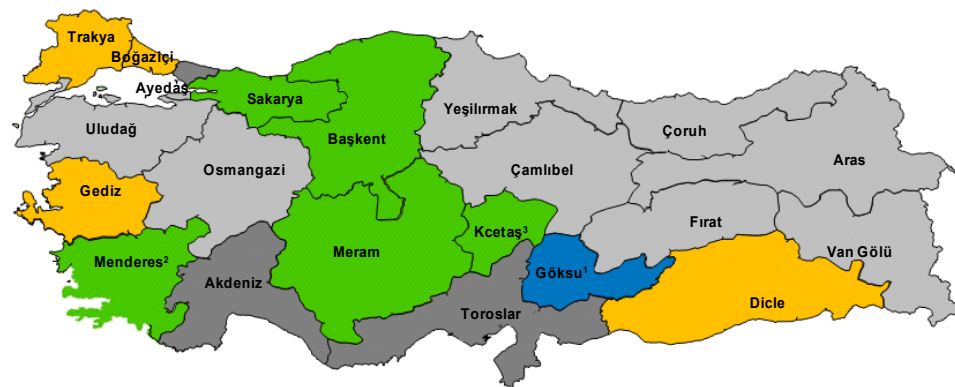 Trakya
Boğaziçi
Ayedaş
Sakarya
Yeşilırmak
Uludağ
Başkent
Çoruh
Osmangazi
Çamlıbel
Aras
Gediz
Kcetaş³
Fırat
Menderes²
Meram
Van Gölü
Akdeniz
Göksu¹
Toroslar
Dicle